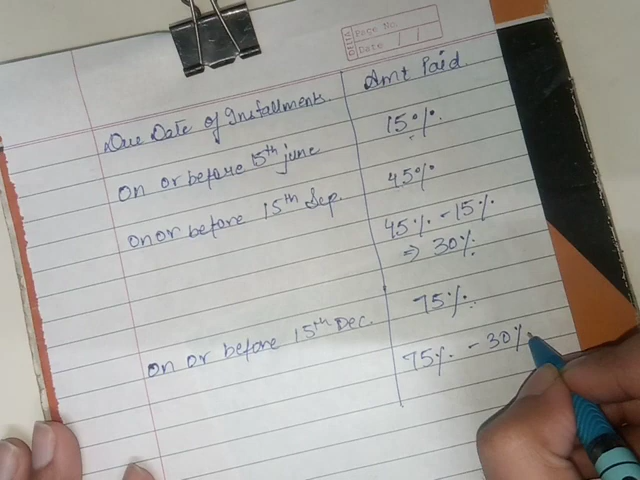 Page No.
Date / /
Due Date of Installments. Amt Paid
on or before 15th june 15%.
on or before 15th Sep. 45%
45% - 15%
⇒ 30%
on or before 15th Dec. 75%.
75% - 30%